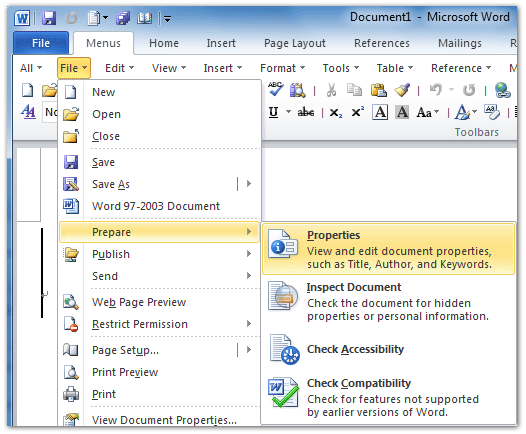 Document1 - Microsoft Word
File Menus Home Insert Page Layout References Mailings
All File Edit View Insert Format Tools Table Reference
New
Open
Close
Save
Save As
Word 97-2003 Document
Prepare
Publish
Send
Web Page Preview
Restrict Permission
Page Setup...
Print Preview
Print
View Document Properties...
U abc X₂ X² A A Aa
Toolbars
Properties
View and edit document properties,
such as Title, Author, and Keywords.
Inspect Document
Check the document for hidden
properties or personal information.
Check Accessibility
Check Compatibility
Check for features not supported
by earlier versions of Word.